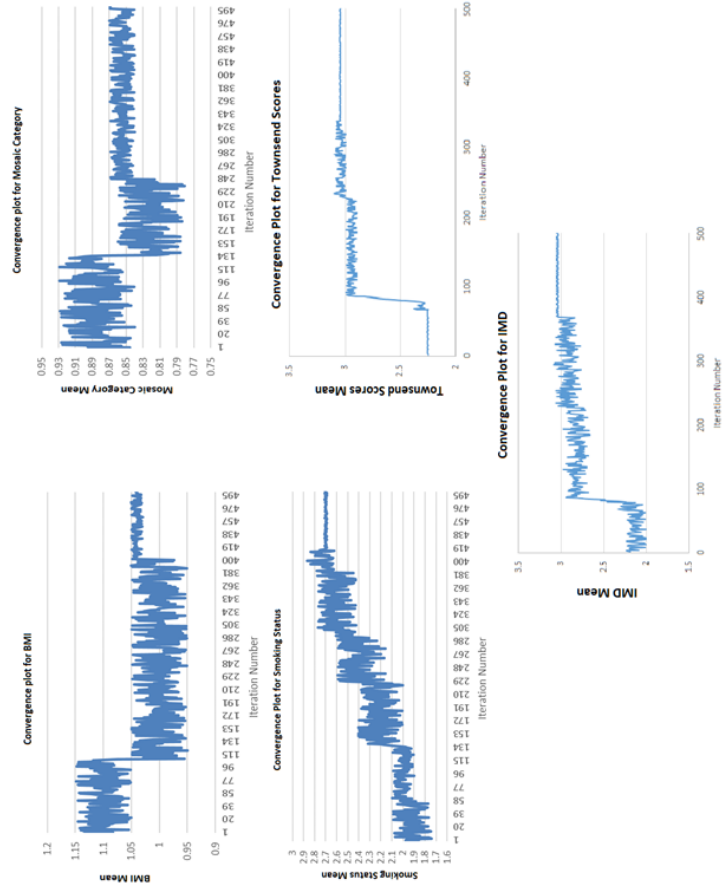 Convergence plot for BMI
BMI Mean
1.2
1.15
1.1
1.05
1
0.95
0.9
1 20 39 58 77 96 115 134 153 172 191 210 229 248 267 286 305 324 343 362 381 400 419 438 457 476 495
Iteration Number
Convergence plot for Mosaic Category
Mosaic Category Mean
0.95
0.93
0.91
0.89
0.87
0.85
0.83
0.81
0.79
0.77
0.75
1 20 39 58 77 96 115 134 153 172 191 210 229 248 267 286 305 324 343 362 381 400 419 438 457 476 495
Iteration Number
Convergence Plot for Smoking Status
Smoking Status Mean
3
2.9
2.8
2.7
2.6
2.5
2.4
2.3
2.2
2.1
2
1.9
1.8
1.7
1.6
1 20 39 58 77 96 115 134 153 172 191 210 229 248 267 286 305 324 343 362 381 400 419 438 457 476 495
Iteration Number
Convergence Plot for Townsend Scores
Townsend Scores Mean
3.5
3
2.5
2
0 100 200 300 400 500
Iteration Number
Convergence Plot for IMD
IMD Mean
3.5
3
2.5
2
1.5
0 100 200 300 400 500
Iteration Number